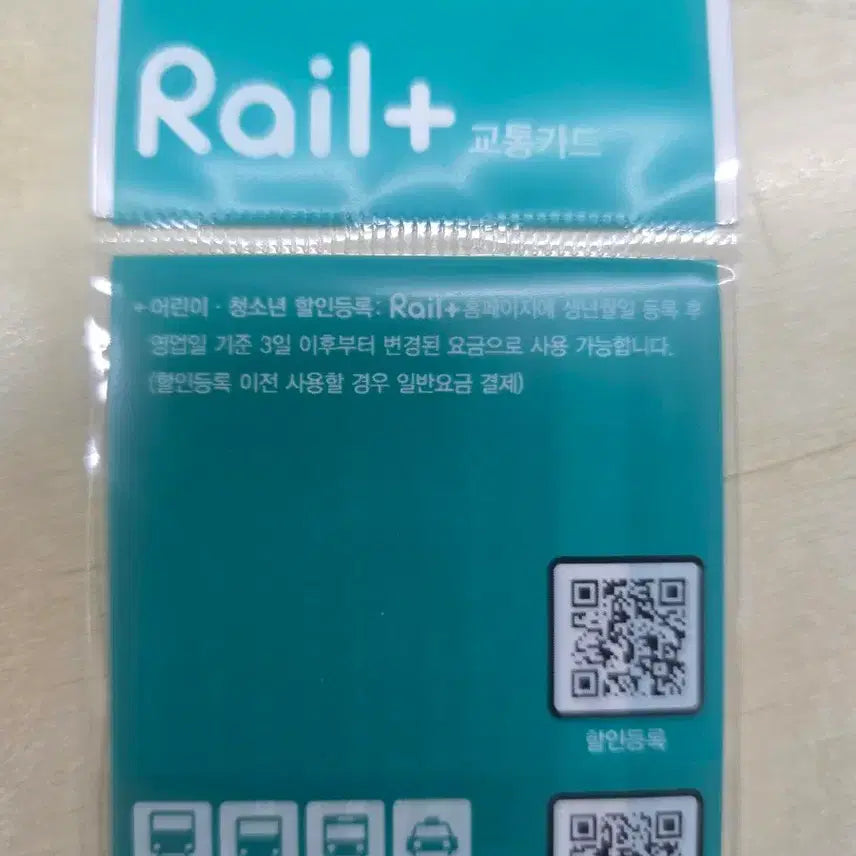 Rail+ 교통카드
+ 어린이 · 청소년 할인등록: Rail+ 홈페이지에 생년월일 등록 후
영업일 기준 3일 이후부터 변경된 요금으로 사용 가능합니다.
(할인등록 이전 사용할 경우 일반요금 결제)
할인등록